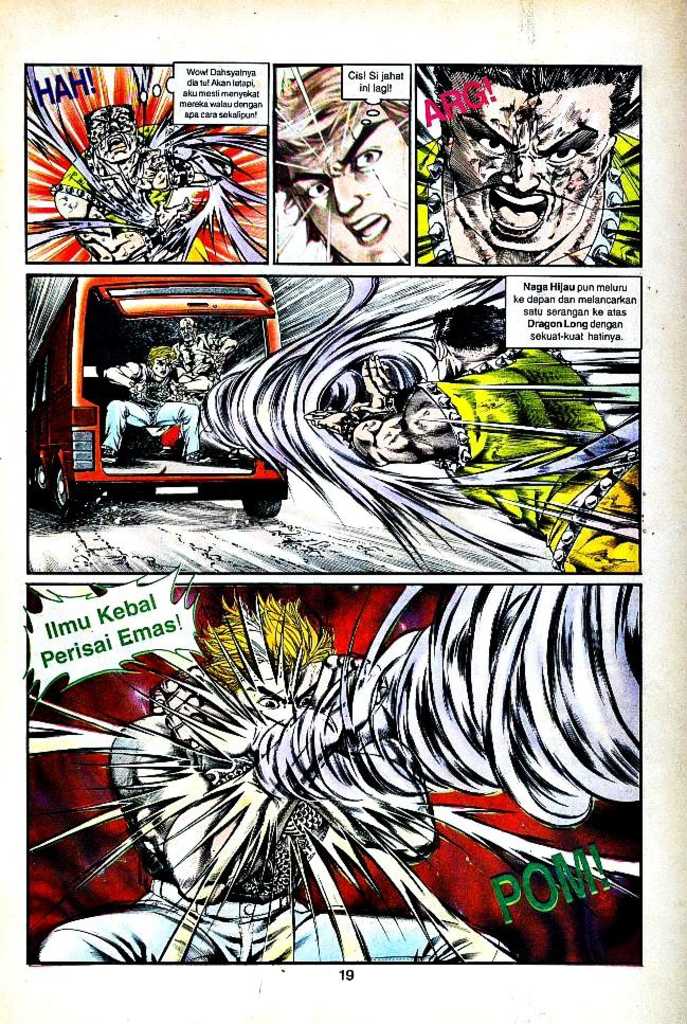 HAH!
Wow! Dahsyatnya
dia tu! Akan tetapi,
aku mesti menyekat
mereka walau dengan
apa cara sekalipun!
Cis! Si jahat
ini lagi!
ARG!
Naga Hijau pun meluru
ke depan dan melancarkan
satu serangan ke atas
Dragon Long dengan
sekuat-kuat hatinya.
Ilmu Kebal
Perisai Emas!
POM!
19